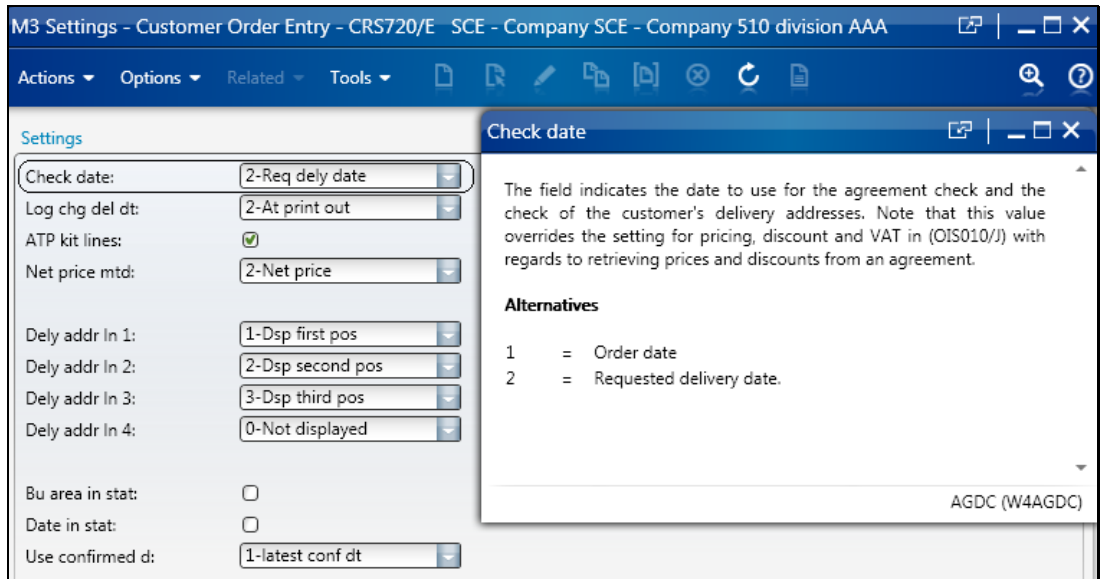 M3 Settings - Customer Order Entry - CRS720/E   SCE - Company SCE - Company 510 division AAA
Actions Options Related Tools
Settings
Check date: 2-Req dely date
Log chg del dt: 2-At print out
ATP kit lines:
Net price mtd: 2-Net price
Dely addr ln 1: 1-Dsp first pos
Dely addr ln 2: 2-Dsp second pos
Dely addr ln 3: 3-Dsp third pos
Dely addr ln 4: 0-Not displayed
Bu area in stat:
Date in stat:
Use confirmed d: 1-latest conf dt
Check date
The field indicates the date to use for the agreement check and the
check of the customer's delivery addresses. Note that this value
overrides the setting for pricing, discount and VAT in (OIS010/J) with
regards to retrieving prices and discounts from an agreement.
Alternatives
1 = Order date
2 = Requested delivery date.
AGDC (W4AGDC)